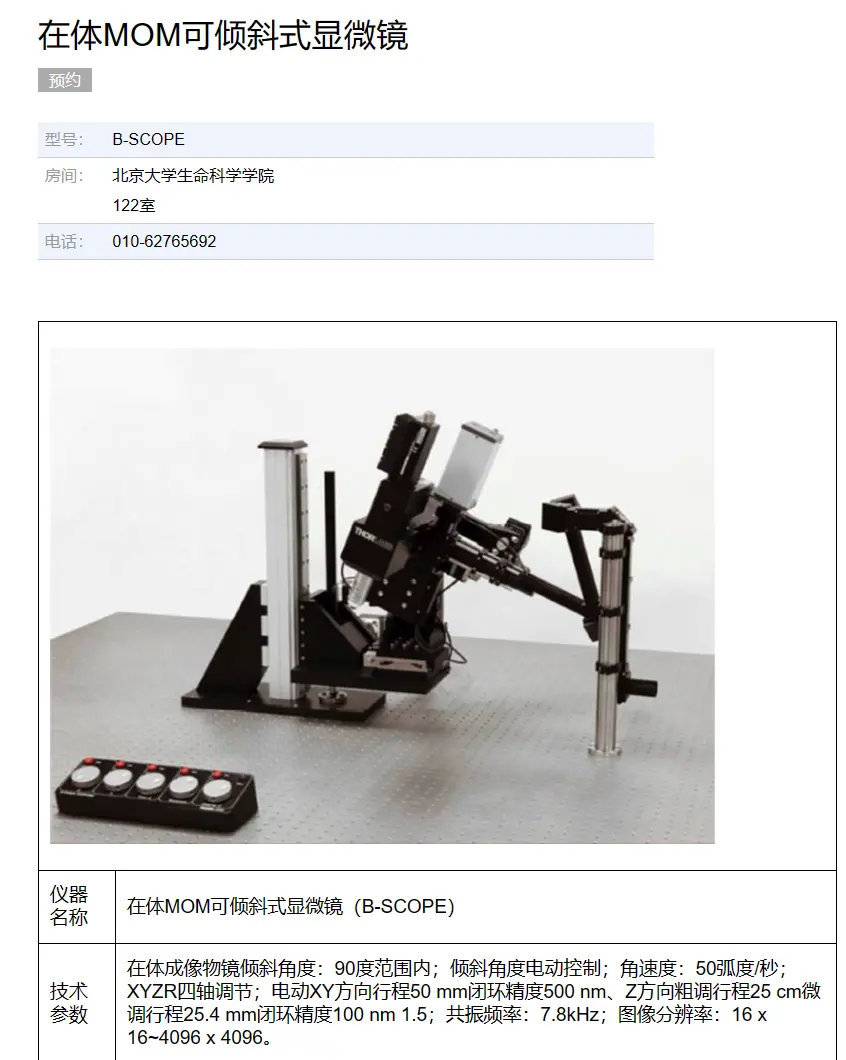 在体MOM可倾斜式显微镜
预约
型号： B-SCOPE
房间： 北京大学生命科学学院
122室
电话： 010-62765692
THORLABS
仪器
名称
在体MOM可倾斜式显微镜（B-SCOPE）
技术
参数
在体成像物镜倾斜角度：90度范围内；倾斜角度电动控制；角速度：50弧度/秒；
XYZR四轴调节；电动XY方向行程50 mm闭环精度500 nm、Z方向粗调行程25 cm微
调行程25.4 mm闭环精度100 nm 1.5；共振频率：7.8kHz；图像分辨率：16 x
16~4096 x 4096。